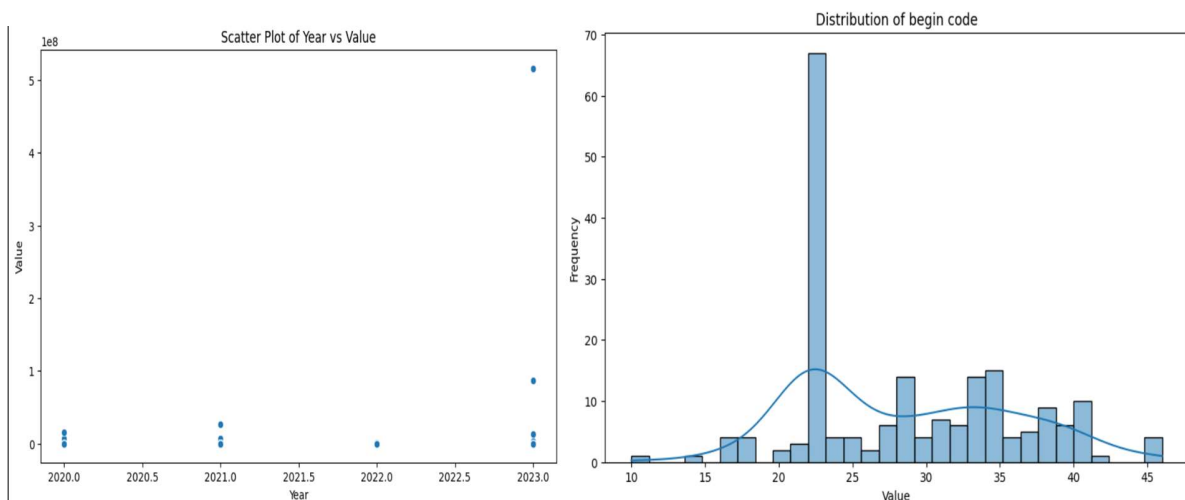 Scatter Plot of Year vs Value
1e8
5
4
3
2
1
0
Value
2020.0 2020.5 2021.0 2021.5 2022.0 2022.5 2023.0
Year
Distribution of begin code
70
60
50
40
30
20
10
0
Frequency
10 15 20 25 30 35 40 45
Value